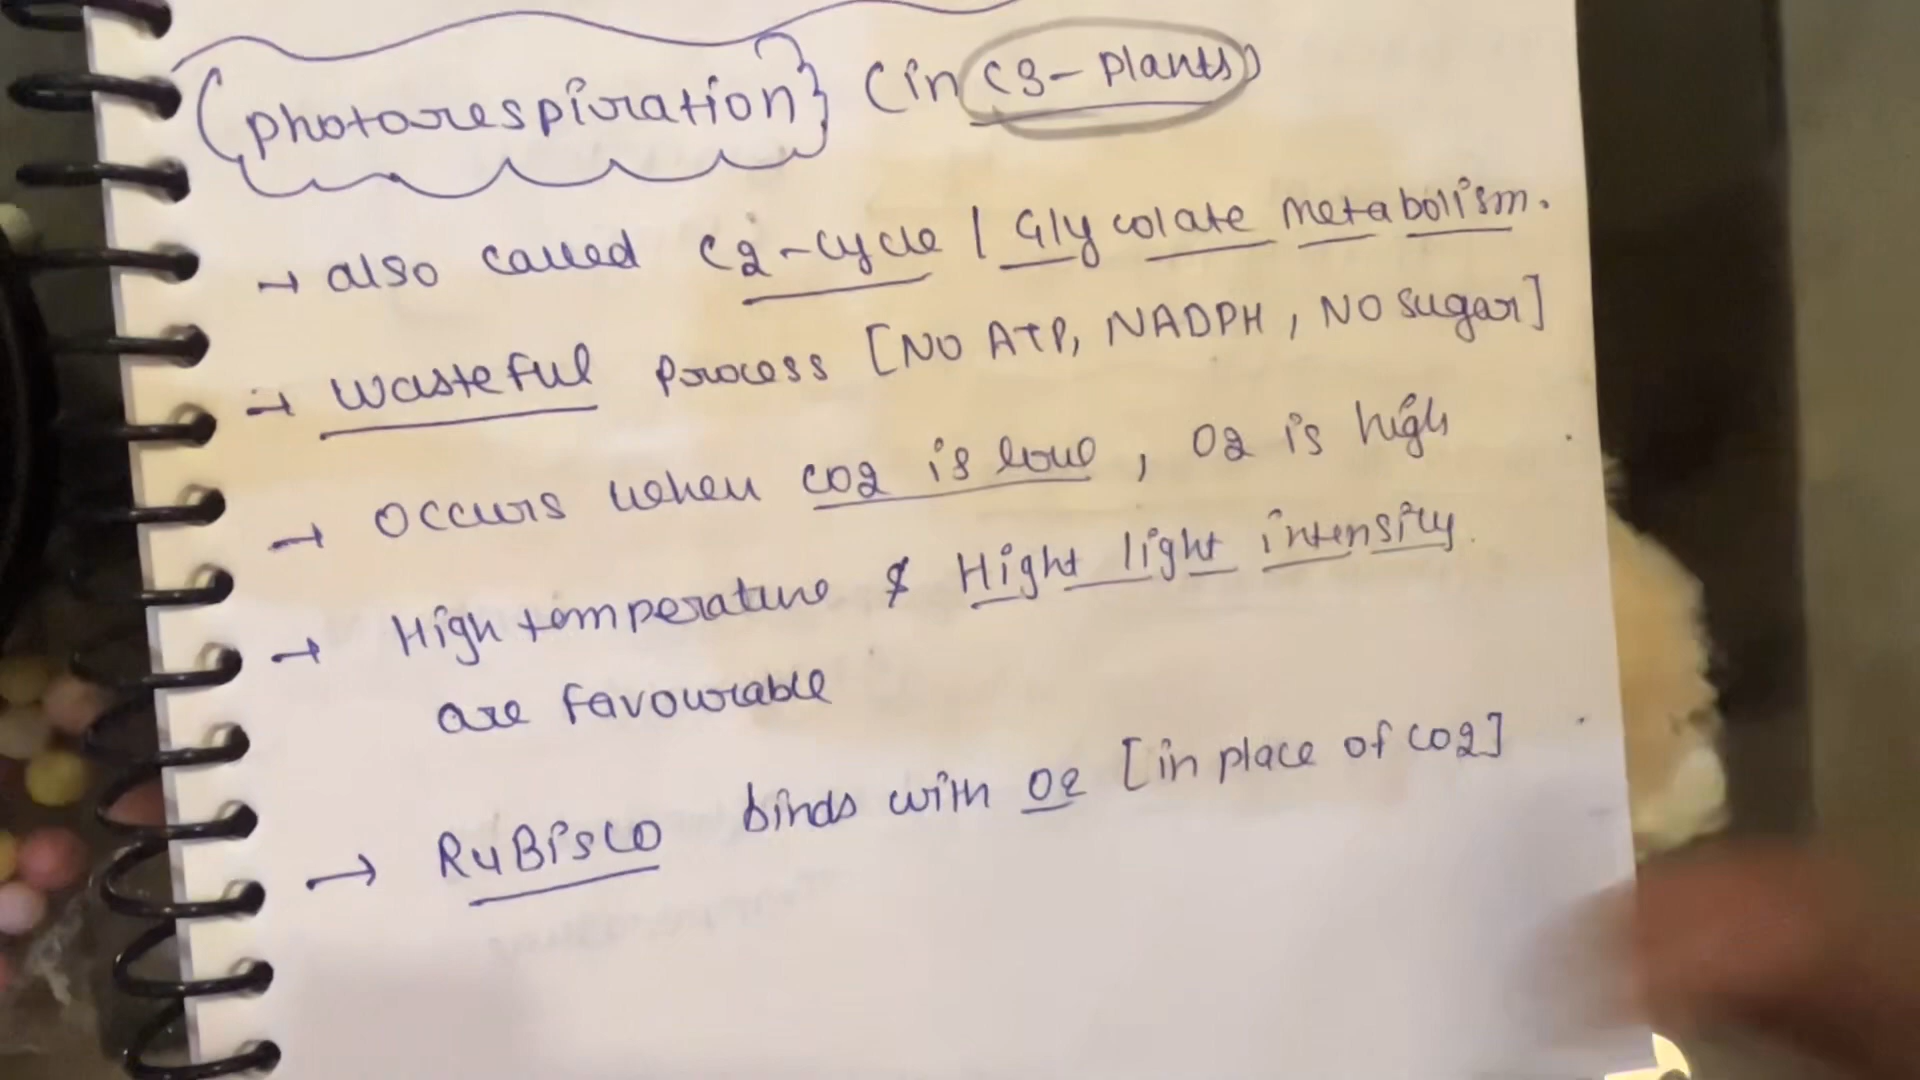 (photorespiration} (in C3-plants)
→ also called C2-cycle / Glycolate Metabolism.
→ wasteful process [NO ATP, NADPH, NO sugar]
→ occurs when CO2 is low, O2 is high
→ High temperature & Hight light intensity
are favourable
→ RuBisCO binds with O2 [in place of CO2]